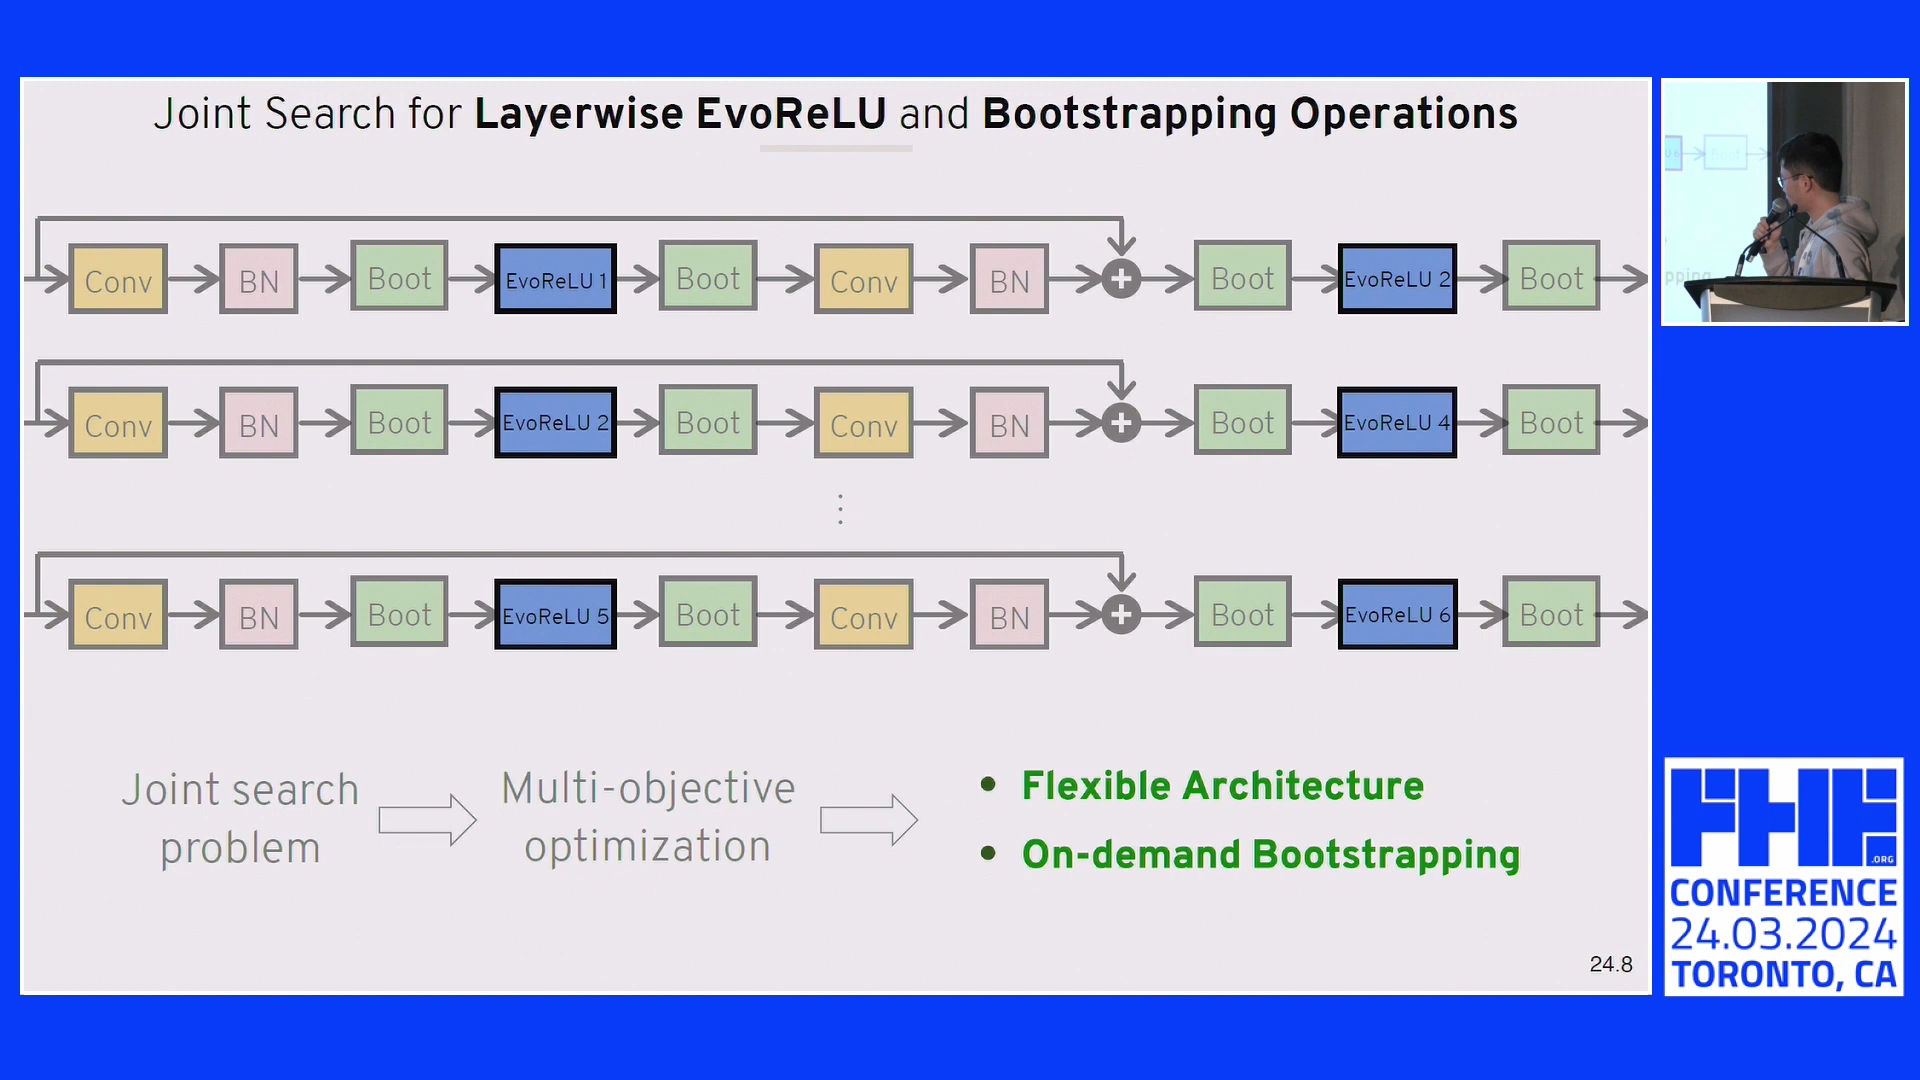 Joint Search for Layerwise EvoReLU and Bootstrapping Operations
Conv BN Boot EvoReLU 1 Boot Conv BN + Boot EvoReLU 2 Boot
Conv BN Boot EvoReLU 2 Boot Conv BN + Boot EvoReLU 4 Boot
⋮
Conv BN Boot EvoReLU 5 Boot Conv BN + Boot EvoReLU 6 Boot
Joint search
problem
Multi-objective
optimization
• Flexible Architecture
• On-demand Bootstrapping
24.8
Boot
pping
FHE
.ORG
CONFERENCE
24.03.2024
TORONTO, CA